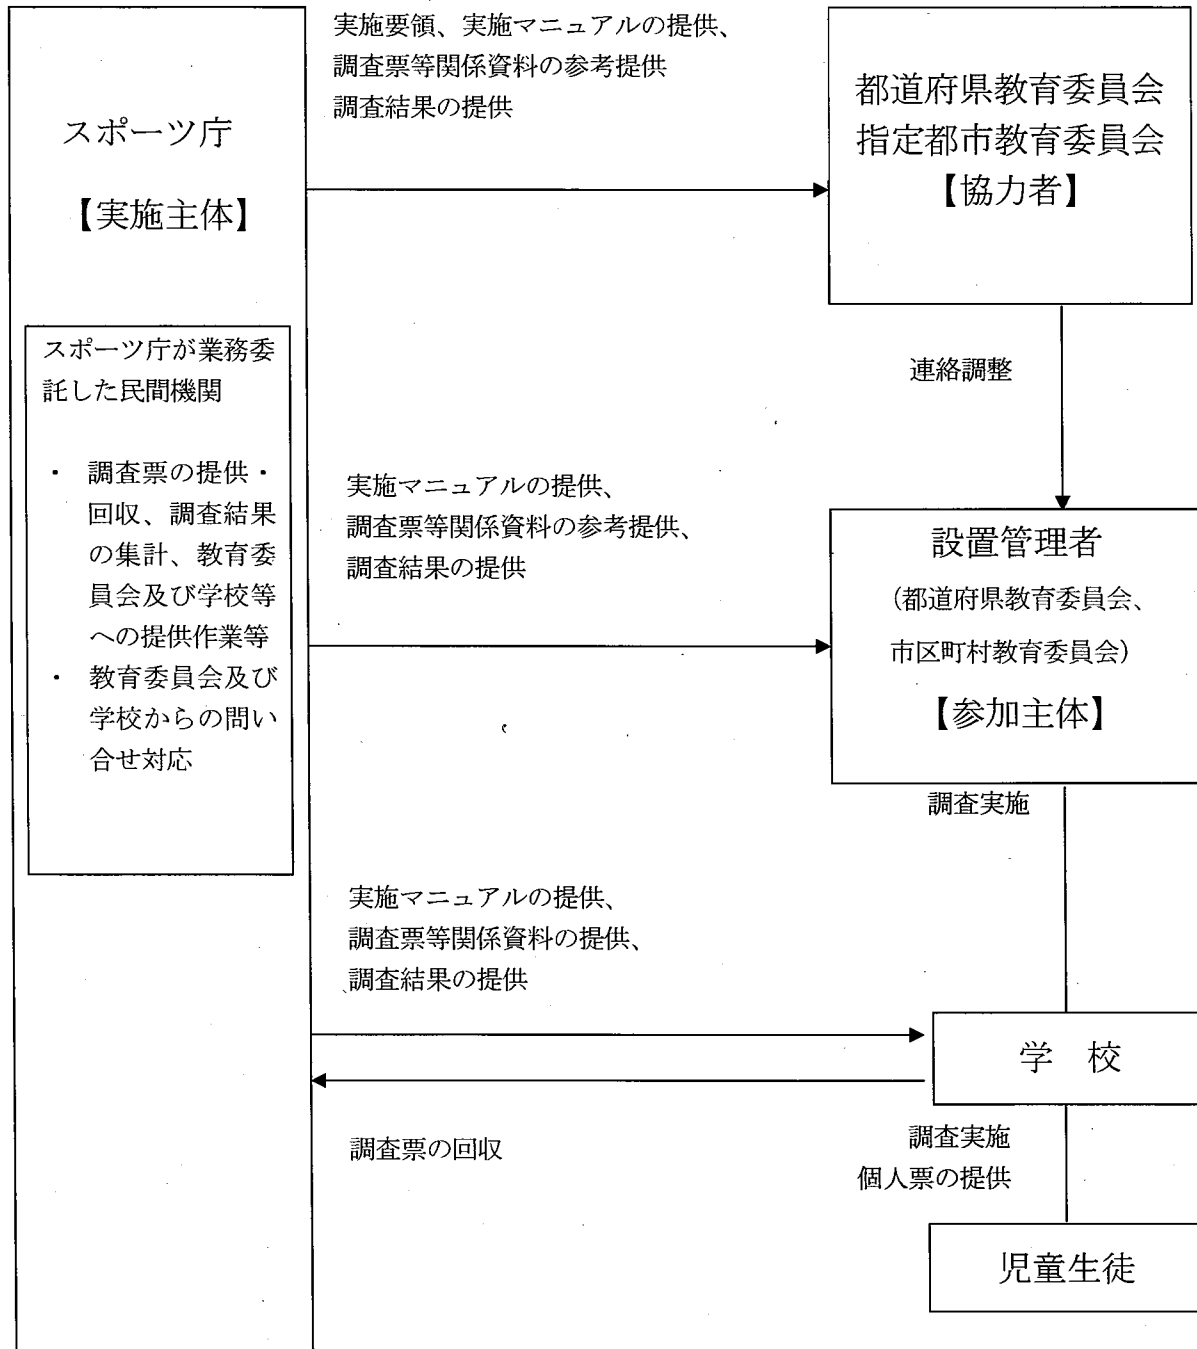 スポーツ庁
【実施主体】
スポーツ庁が業務委
託した民間機関
・ 調査票の提供・
回収、調査結果
の集計、教育委
員会及び学校等
への提供作業等
・ 教育委員会及び
学校からの問い
合せ対応
実施要領、実施マニュアルの提供、
調査票等関係資料の参考提供
調査結果の提供
都道府県教育委員会
指定都市教育委員会
【協力者】
連絡調整
実施マニュアルの提供、
調査票等関係資料の参考提供、
調査結果の提供
設置管理者
(都道府県教育委員会、
市区町村教育委員会)
【参加主体】
調査実施
実施マニュアルの提供、
調査票等関係資料の提供、
調査結果の提供
学 校
調査票の回収
調査実施
個人票の提供
児童生徒